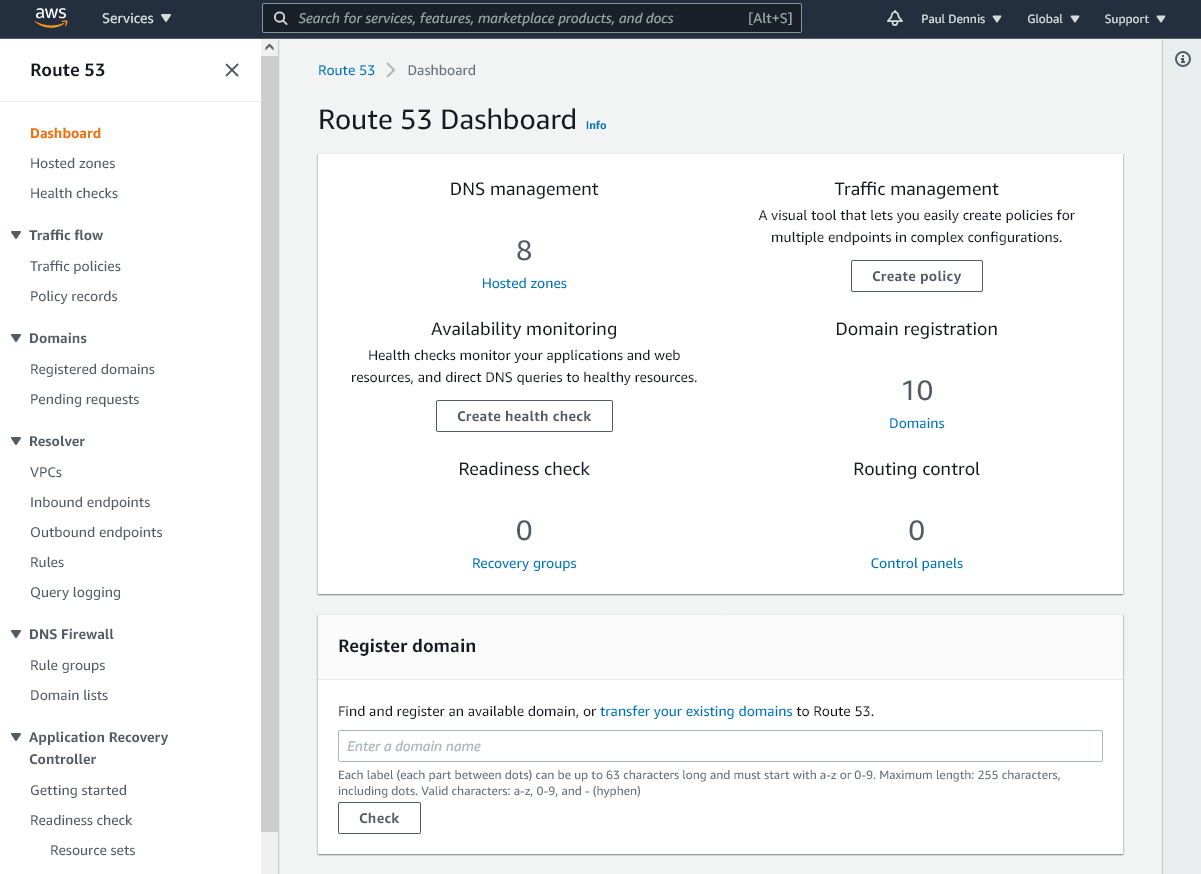 aws
Services
Search for services, features, marketplace products, and docs
[Alt+S]
Paul Dennis
Global
Support
Route 53
Dashboard
Hosted zones
Health checks
Traffic flow
Traffic policies
Policy records
Domains
Registered domains
Pending requests
Resolver
VPCs
Inbound endpoints
Outbound endpoints
Rules
Query logging
DNS Firewall
Rule groups
Domain lists
Application Recovery
Controller
Getting started
Readiness check
Resource sets
Route 53
Dashboard
Route 53 Dashboard Info
DNS management
8
Hosted zones
Traffic management
A visual tool that lets you easily create policies for
multiple endpoints in complex configurations.
Create policy
Availability monitoring
Health checks monitor your applications and web
resources, and direct DNS queries to healthy resources.
Create health check
Domain registration
10
Domains
Readiness check
0
Recovery groups
Routing control
0
Control panels
Register domain
Find and register an available domain, or transfer your existing domains to Route 53.
Enter a domain name
Each label (each part between dots) can be up to 63 characters long and must start with a-z or 0-9. Maximum length: 255 characters,
including dots. Valid characters: a-z, 0-9, and - (hyphen)
Check